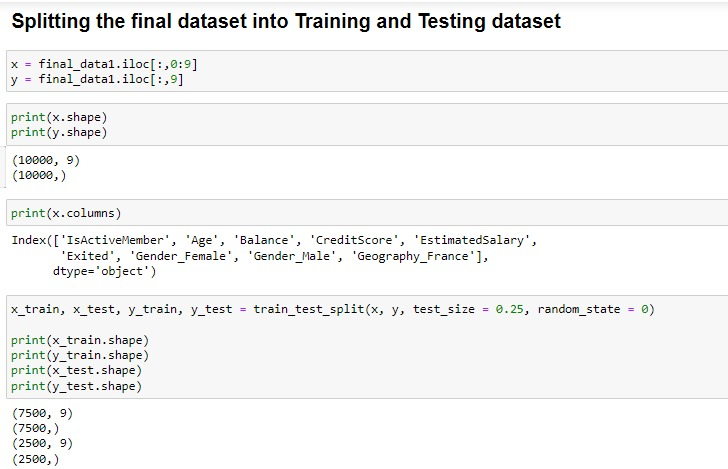 Splitting the final dataset into Training and Testing dataset
x = final_data1.iloc[:,0:9]
y = final_data1.iloc[:,9]
print(x.shape)
print(y.shape)
(10000, 9)
(10000,)
print(x.columns)
Index(['IsActiveMember', 'Age', 'Balance', 'CreditScore', 'EstimatedSalary',
       'Exited', 'Gender_Female', 'Gender_Male', 'Geography_France'],
      dtype='object')
x_train, x_test, y_train, y_test = train_test_split(x, y, test_size = 0.25, random_state = 0)
print(x_train.shape)
print(y_train.shape)
print(x_test.shape)
print(y_test.shape)
(7500, 9)
(7500,)
(2500, 9)
(2500,)